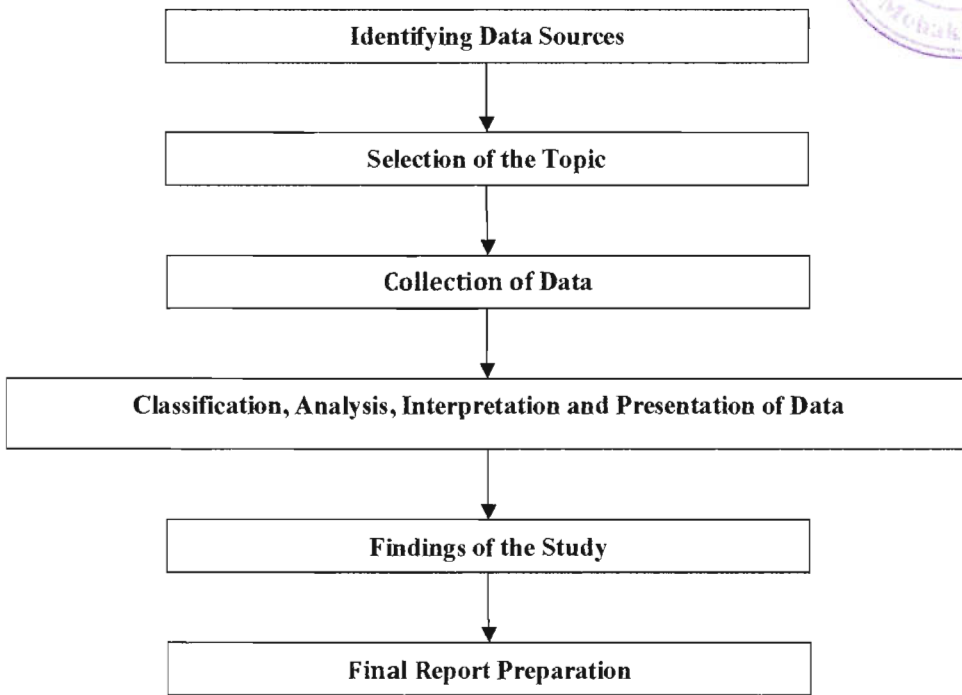 Mohak
Identifying Data Sources
Selection of the Topic
Collection of Data
Classification, Analysis, Interpretation and Presentation of Data
Findings of the Study
Final Report Preparation